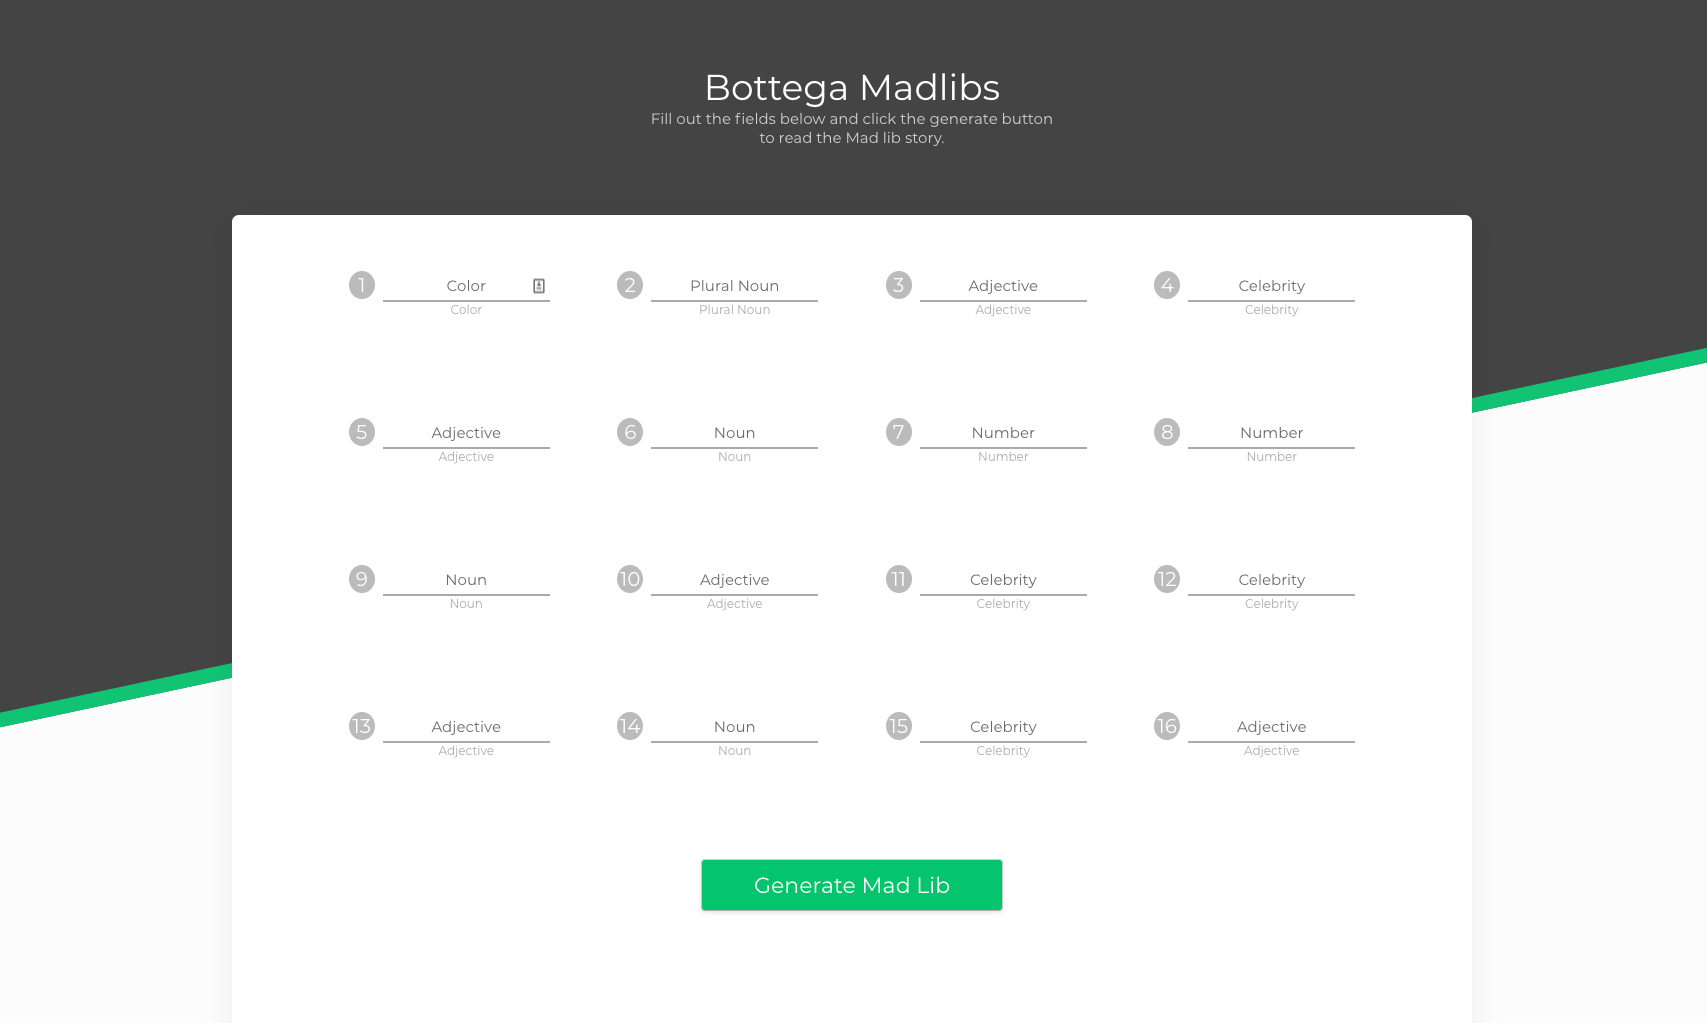 Bottega Madlibs
Fill out the fields below and click the generate button
to read the Mad lib story.
1 Color 2 Plural Noun 3 Adjective 4 Celebrity
Color Plural Noun Adjective Celebrity
5 Adjective 6 Noun 7 Number 8 Number
Adjective Noun Number Number
9 Noun 10 Adjective 11 Celebrity 12 Celebrity
Noun Adjective Celebrity Celebrity
13 Adjective 14 Noun 15 Celebrity 16 Adjective
Adjective Noun Celebrity Adjective
Generate Mad Lib